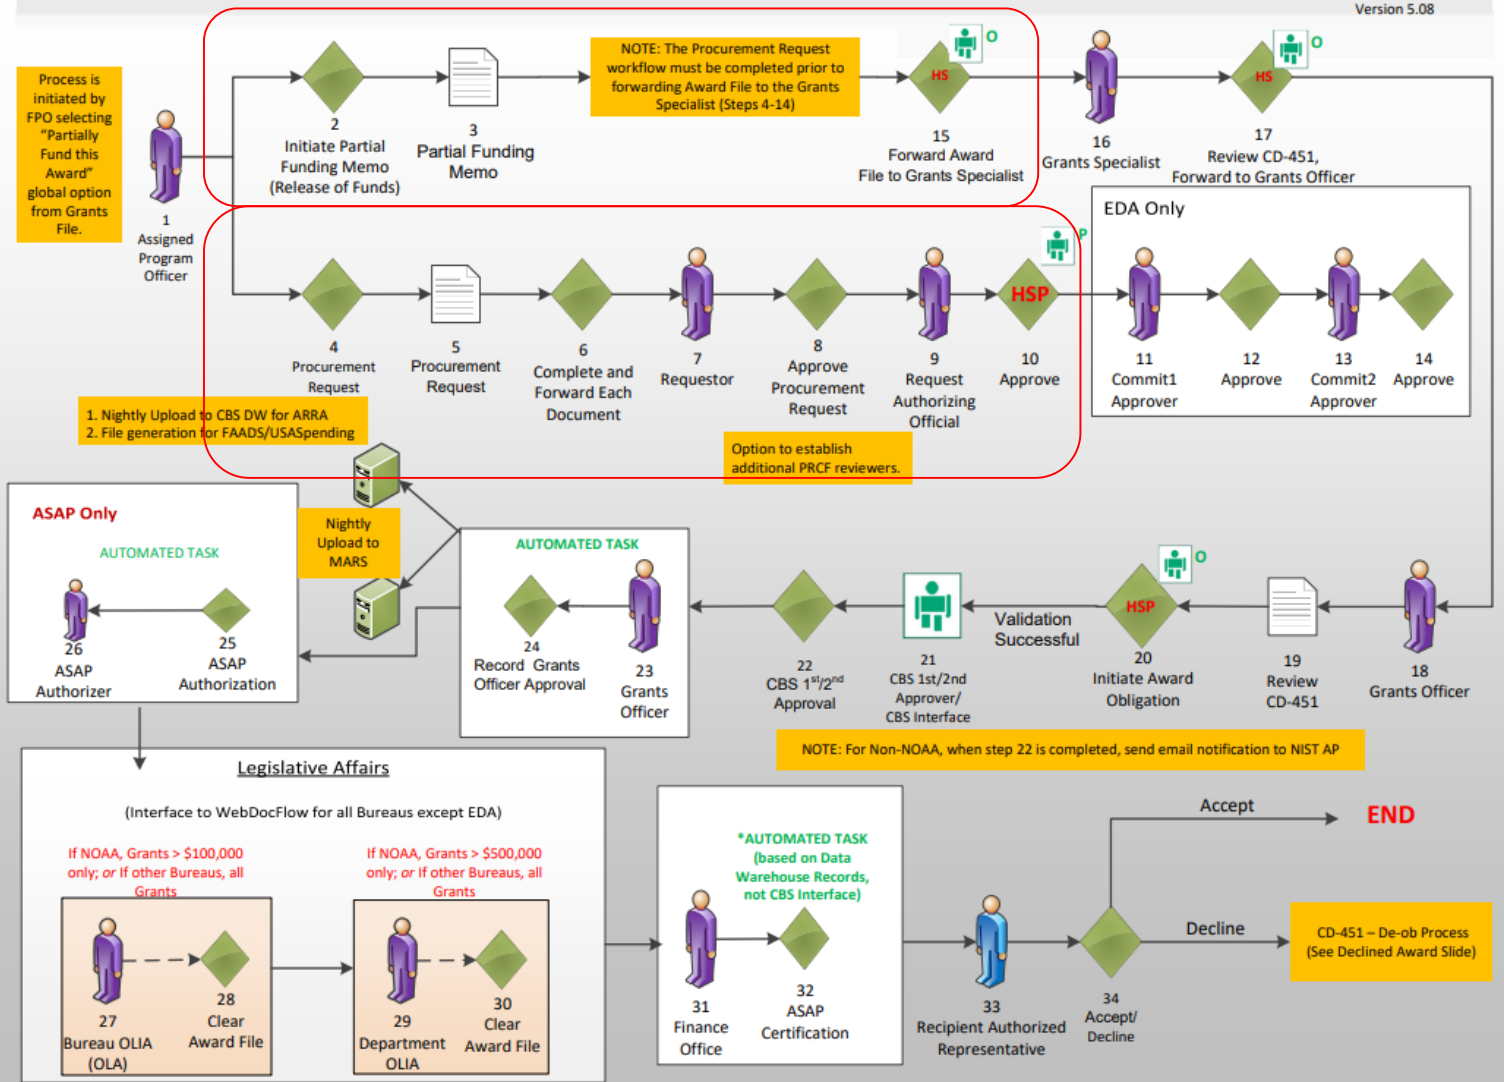 Version 5.08
Process is
initiated by
FPO selecting
"Partially
Fund this
Award"
global option
from Grants
File.
1
Assigned
Program
Officer
2
Initiate Partial
Funding Memo
(Release of Funds)
3
Partial Funding
Memo
NOTE: The Procurement Request
workflow must be completed prior to
forwarding Award File to the Grants
Specialist (Steps 4-14)
HS
O
15
Forward Award
File to Grants Specialist
16
Grants Specialist
HS
O
17
Review CD-451,
Forward to Grants Officer
4
Procurement
Request
5
Procurement
Request
6
Complete and
Forward Each
Document
7
Requestor
8
Approve
Procurement
Request
9
Request
Authorizing
Official
HSP
P
10
Approve
EDA Only
11
Commit1
Approver
12
Approve
13
Commit2
Approver
14
Approve
1. Nightly Upload to CBS DW for ARRA
2. File generation for FAADS/USASpending
Option to establish
additional PRCF reviewers.
ASAP Only
AUTOMATED TASK
26
ASAP
Authorizer
25
ASAP
Authorization
Nightly
Upload to
MARS
AUTOMATED TASK
24
Record Grants
Officer Approval
23
Grants
Officer
22
CBS 1st/2nd
Approval
21
CBS 1st/2nd
Approver/
CBS Interface
Validation
Successful
HSP
O
20
Initiate Award
Obligation
19
Review
CD-451
18
Grants Officer
NOTE: For Non-NOAA, when step 22 is completed, send email notification to NIST AP
Legislative Affairs
(Interface to WebDocFlow for all Bureaus except EDA)
If NOAA, Grants > $100,000
only; or If other Bureaus, all
Grants
27
Bureau OLIA
(OLA)
28
Clear
Award File
If NOAA, Grants > $500,000
only; or If other Bureaus, all
Grants
29
Department
OLIA
30
Clear
Award File
*AUTOMATED TASK
(based on Data
Warehouse Records,
not CBS Interface)
31
Finance
Office
32
ASAP
Certification
33
Recipient Authorized
Representative
34
Accept/
Decline
Accept
END
Decline
CD-451 – De-ob Process
(See Declined Award Slide)